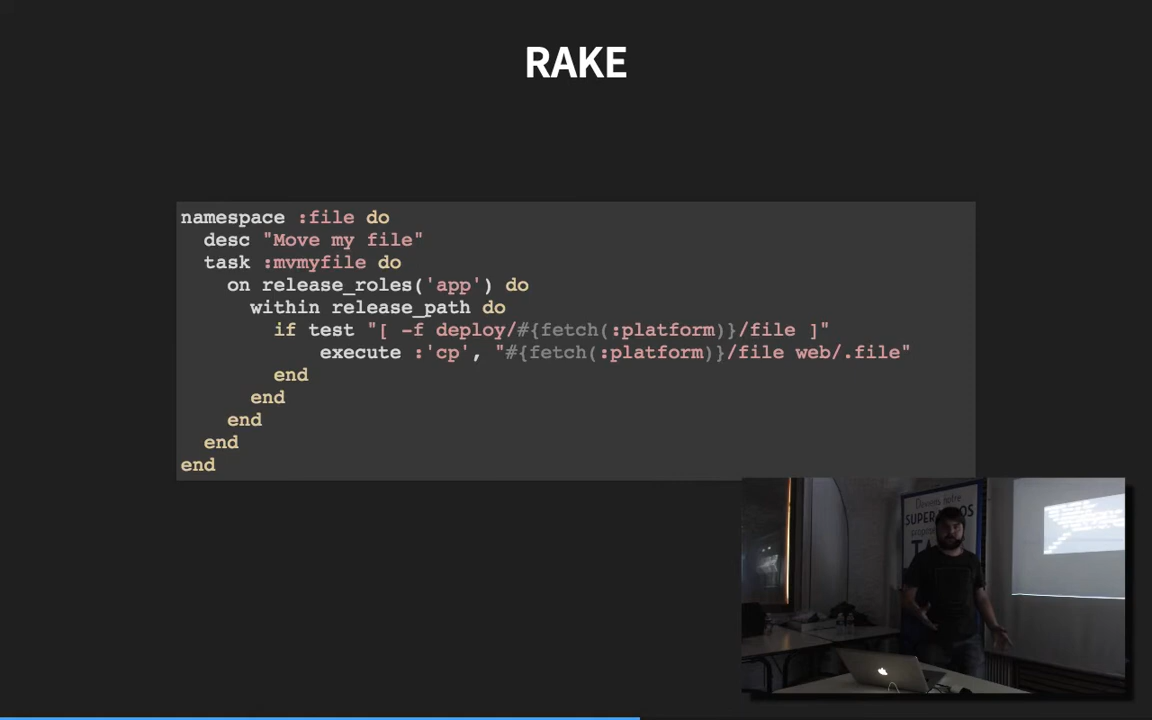 RAKE
namespace :file do
  desc "Move my file"
  task :mvmyfile do
    on release_roles('app') do
      within release_path do
        if test "[ -f deploy/#{fetch(:platform)}/file ]"
            execute :'cp', "#{fetch(:platform)}/file web/.file"
        end
      end
    end
  end
end